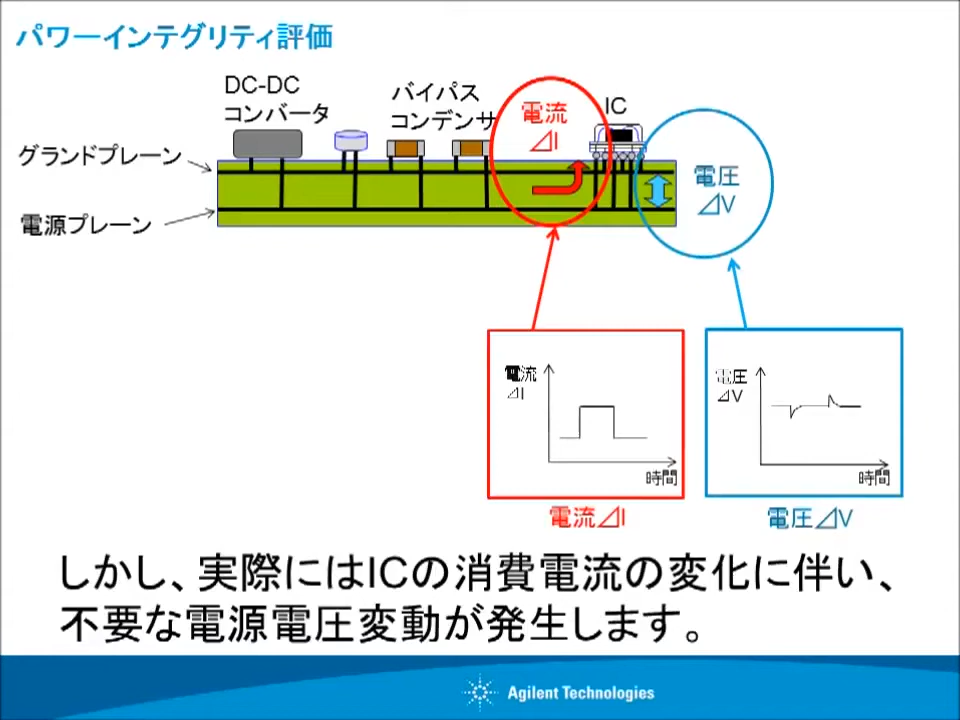 パワーインテグリティ評価
DC-DC
コンバータ
バイパス
コンデンサ
電流
⊿I
IC
グランドプレーン
電源プレーン
電圧
⊿V
電流
⊿I
時間
電流⊿I
電圧
⊿V
時間
電圧⊿V
しかし、実際にはICの消費電流の変化に伴い、
不要な電源電圧変動が発生します。
Agilent Technologies